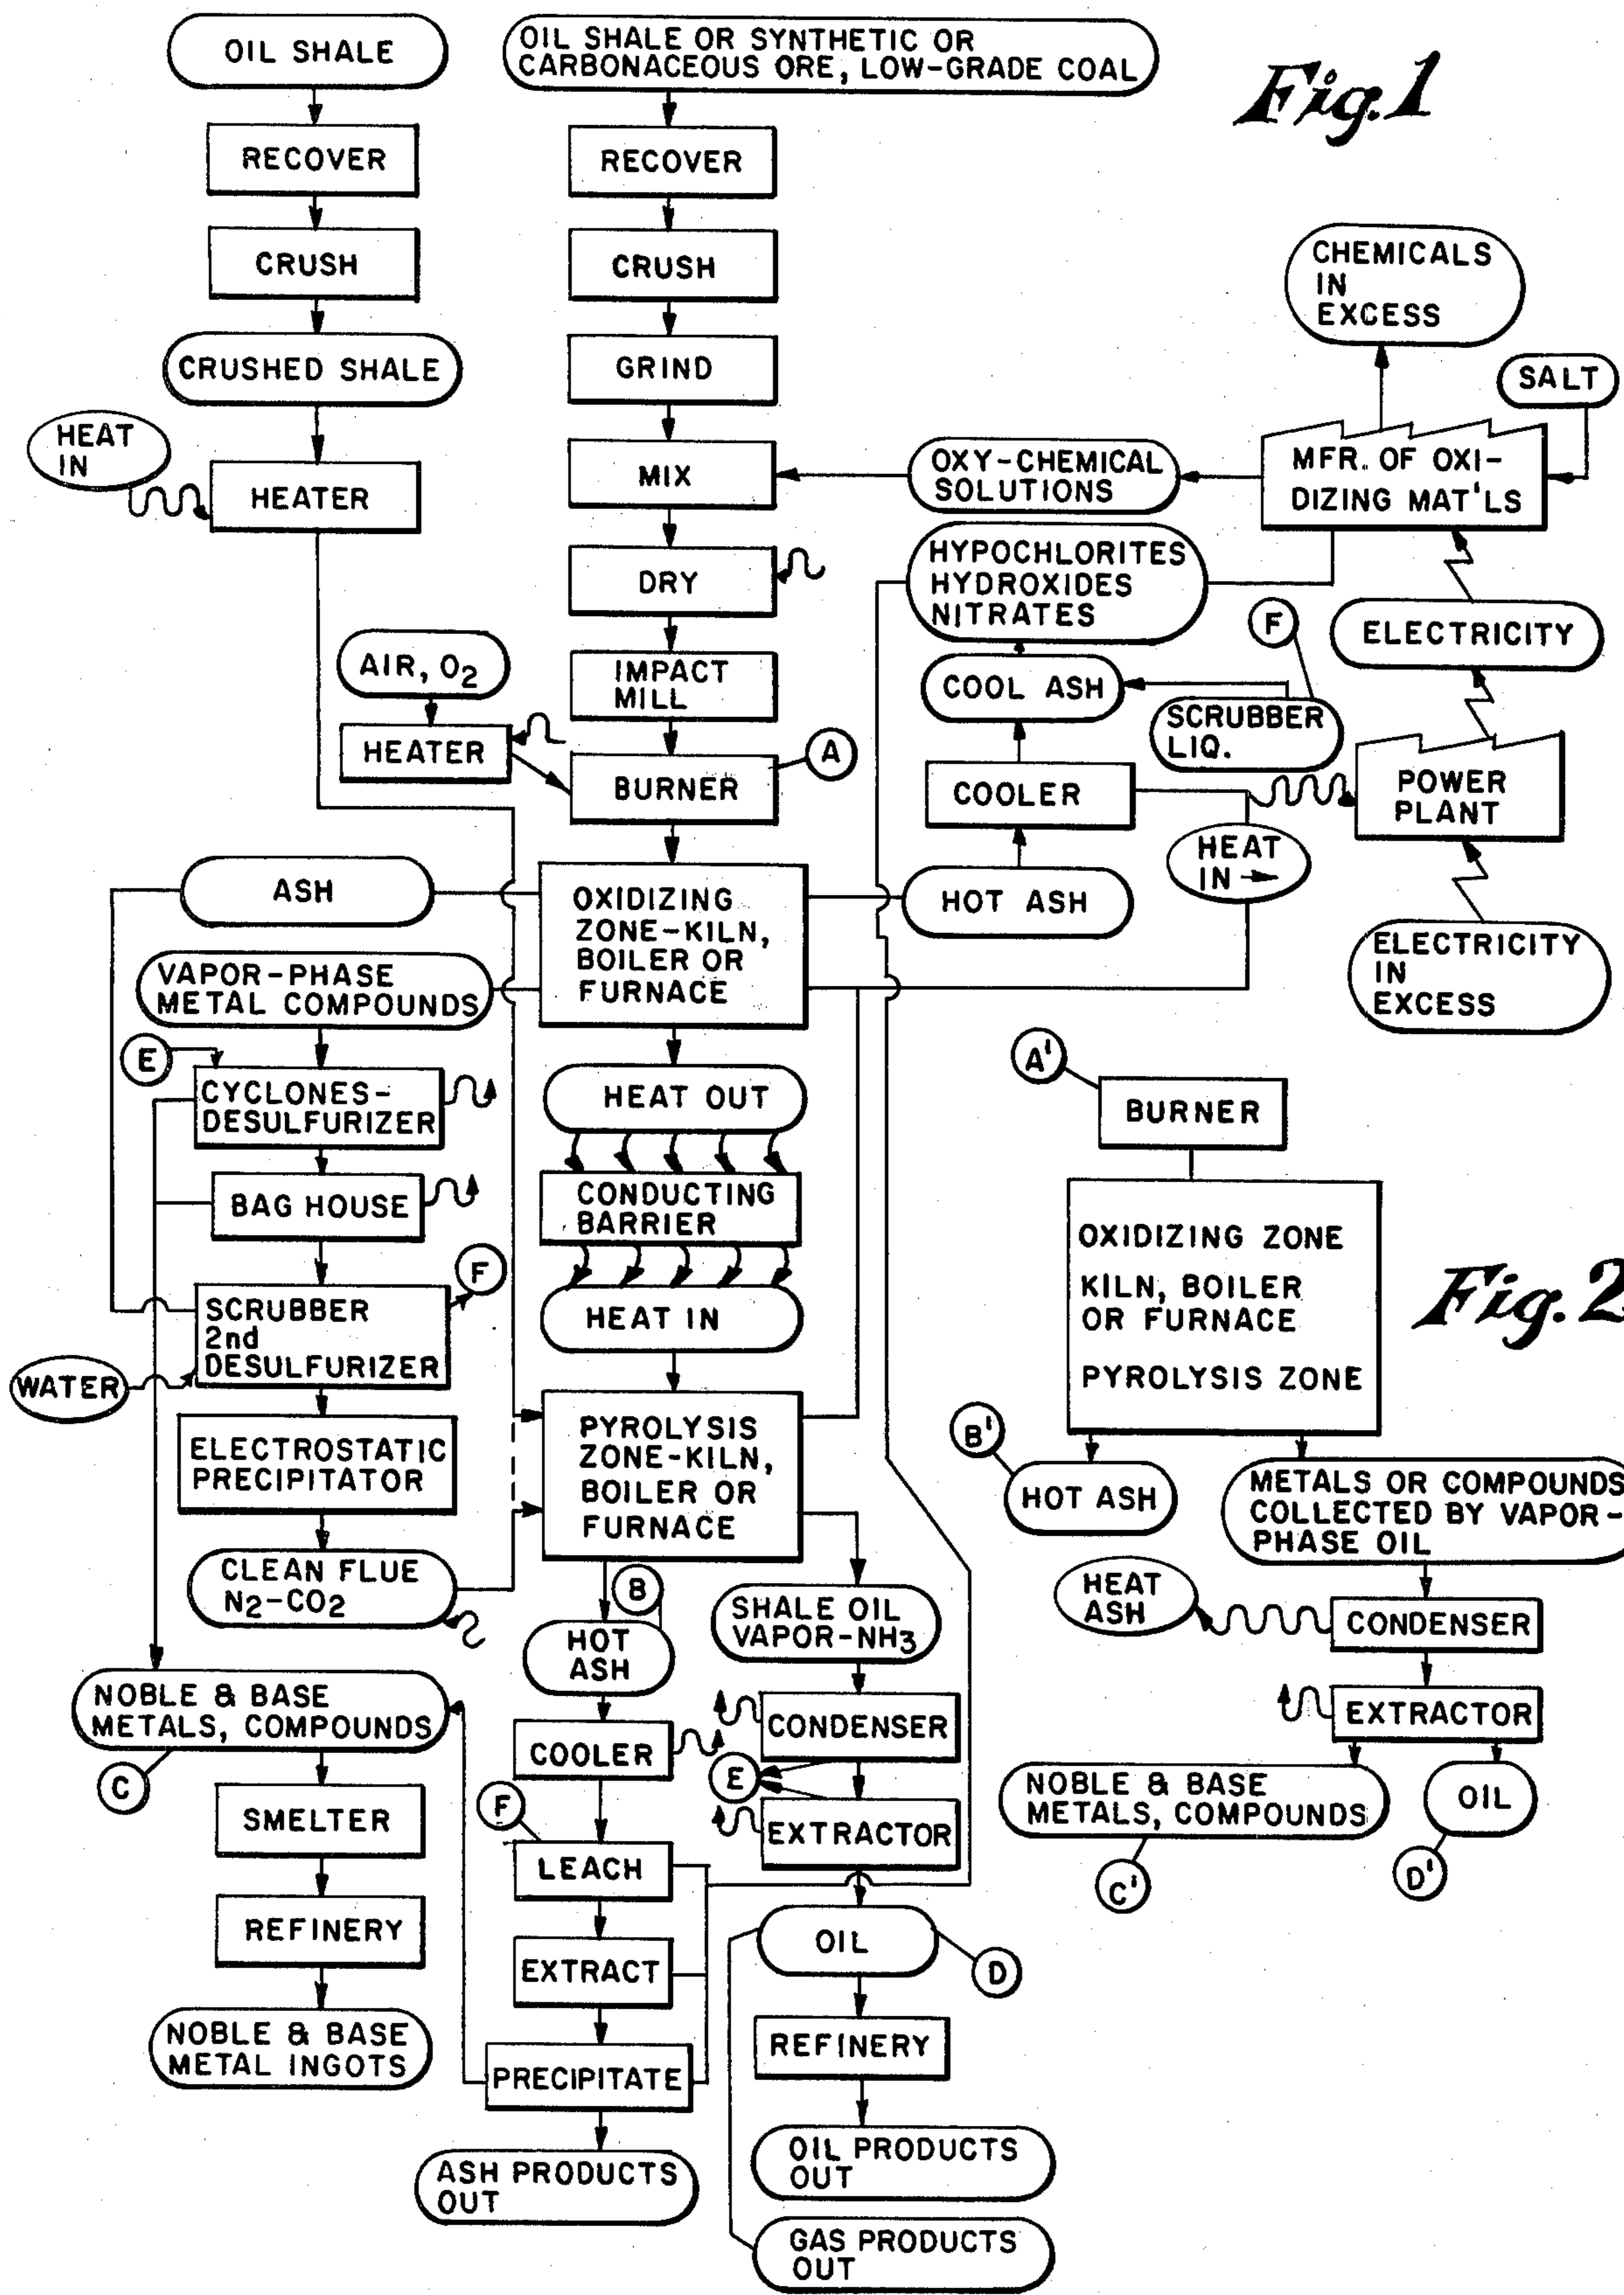 Fig. 1
OIL SHALE
RECOVER
CRUSH
CRUSHED SHALE
HEAT
IN
HEATER
OIL SHALE OR SYNTHETIC OR
CARBONACEOUS ORE, LOW-GRADE COAL
RECOVER
CRUSH
GRIND
MIX
DRY
IMPACT
MILL
AIR, O2
HEATER
BURNER
A
CHEMICALS
IN
EXCESS
SALT
MFR. OF OXI-
DIZING MAT'LS
OXY-CHEMICAL
SOLUTIONS
HYPOCHLORITES
HYDROXIDES
NITRATES
F
ELECTRICITY
COOL ASH
SCRUBBER
LIQ.
COOLER
POWER
PLANT
HEAT
IN →
HOT ASH
ELECTRICITY
IN
EXCESS
ASH
OXIDIZING
ZONE-KILN,
BOILER OR
FURNACE
VAPOR-PHASE
METAL COMPOUNDS
E
CYCLONES-
DESULFURIZER
BAG HOUSE
F
SCRUBBER
2nd
DESULFURIZER
WATER
ELECTROSTATIC
PRECIPITATOR
CLEAN FLUE
N2-CO2
NOBLE & BASE
METALS, COMPOUNDS
C
SMELTER
REFINERY
NOBLE & BASE
METAL INGOTS
HEAT OUT
CONDUCTING
BARRIER
HEAT IN
PYROLYSIS
ZONE-KILN,
BOILER OR
FURNACE
B
HOT
ASH
COOLER
F
LEACH
EXTRACT
PRECIPITATE
ASH PRODUCTS
OUT
SHALE OIL
VAPOR-NH3
CONDENSER
E
EXTRACTOR
OIL
D
REFINERY
OIL PRODUCTS
OUT
GAS PRODUCTS
OUT
Fig. 2
A'
BURNER
OXIDIZING ZONE
KILN, BOILER
OR FURNACE
PYROLYSIS ZONE
B'
HOT ASH
METALS OR COMPOUNDS
COLLECTED BY VAPOR-
PHASE OIL
HEAT
ASH
CONDENSER
EXTRACTOR
NOBLE & BASE
METALS, COMPOUNDS
OIL
C'
D'